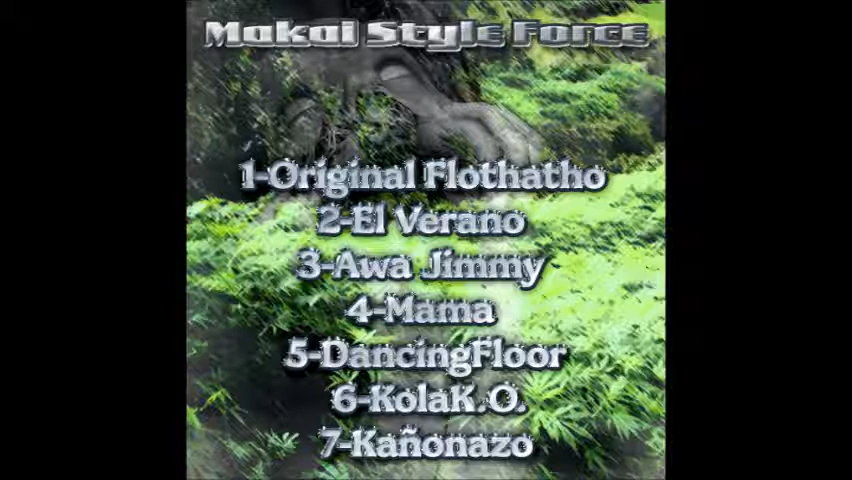 Makai Style Force
1-Original Flothatho
2-El Verano
3-Awa Jimmy
4-Mama
5-DancingFloor
6-KolaK.O.
7-Kañonazo